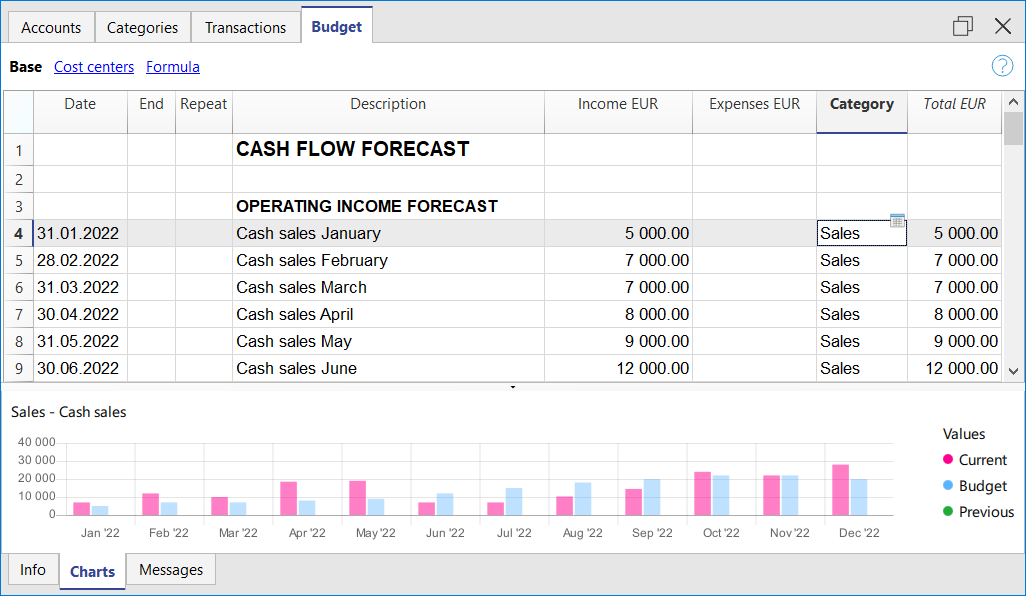 Accounts Categories Transactions Budget
Base Cost centers Formula ?
Date End Repeat Description Income EUR Expenses EUR Category Total EUR
1 CASH FLOW FORECAST
2
3 OPERATING INCOME FORECAST
4 31.01.2022 Cash sales January 5 000.00 Sales 5 000.00
5 28.02.2022 Cash sales February 7 000.00 Sales 7 000.00
6 31.03.2022 Cash sales March 7 000.00 Sales 7 000.00
7 30.04.2022 Cash sales April 8 000.00 Sales 8 000.00
8 31.05.2022 Cash sales May 9 000.00 Sales 9 000.00
9 30.06.2022 Cash sales June 12 000.00 Sales 12 000.00
Sales - Cash sales
40 000
30 000
20 000
10 000
0
Jan '22 Feb '22 Mar '22 Apr '22 May '22 Jun '22 Jul '22 Aug '22 Sep '22 Oct '22 Nov '22 Dec '22
Values
Current
Budget
Previous
Info Charts Messages